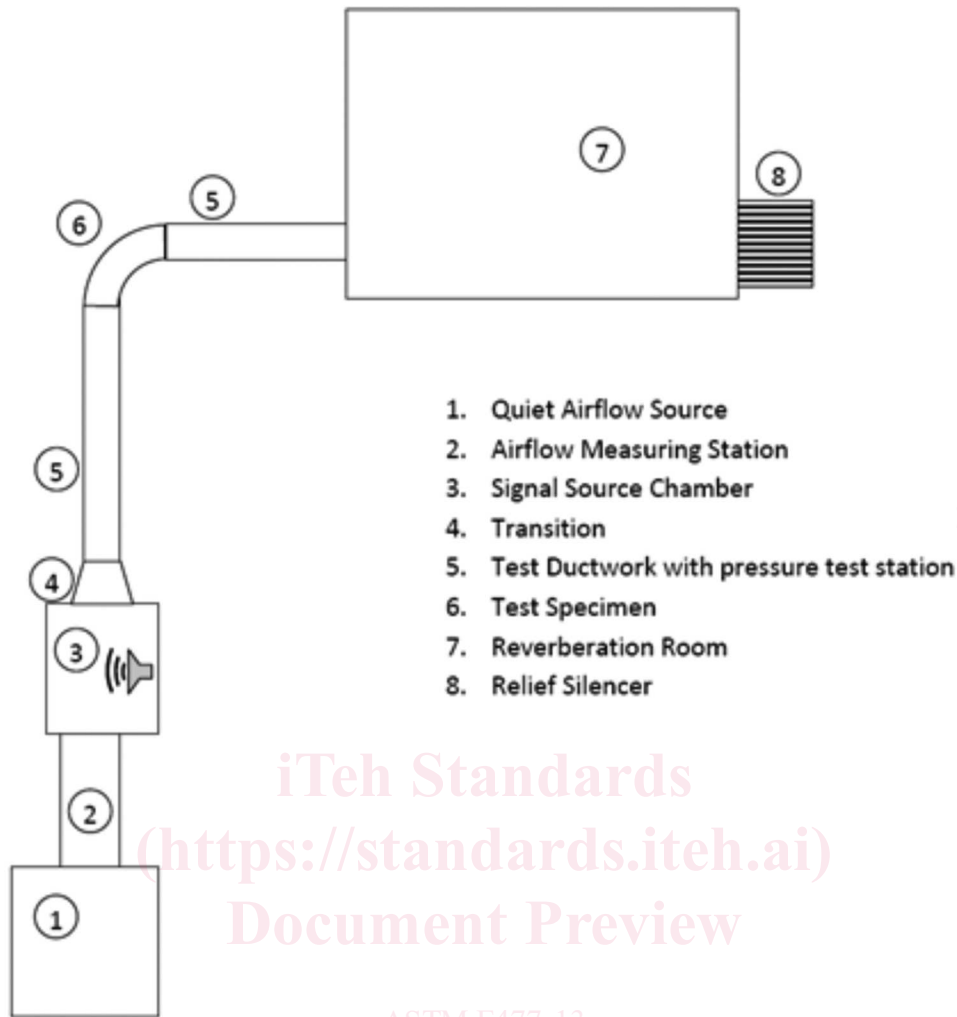 7
8
5
6
1. Quiet Airflow Source
2. Airflow Measuring Station
5
3. Signal Source Chamber
4. Transition
4
5. Test Ductwork with pressure test station
6. Test Specimen
3
7. Reverberation Room
8. Relief Silencer
iTeh Standards
2
(https://standards.iteh.ai)
1
Document Preview